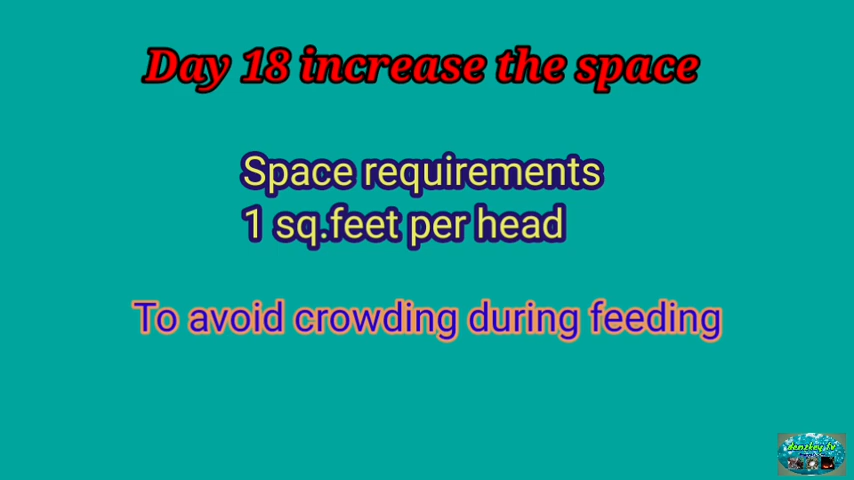 Day 18 increase the space
Space requirements
1 sq.feet per head
To avoid crowding during feeding